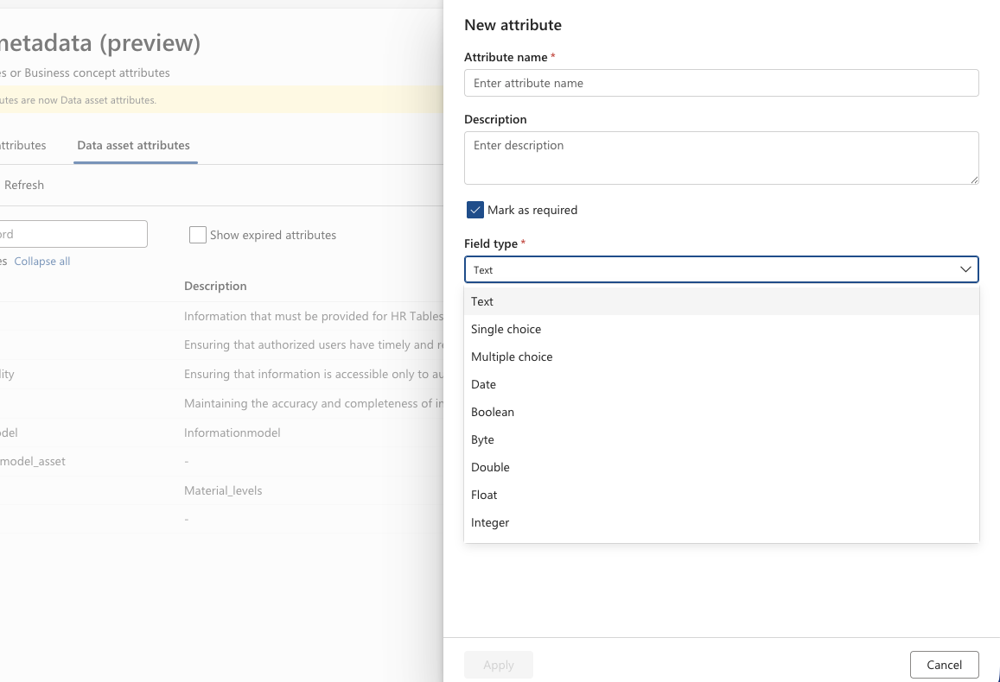 metadata (preview)
es or Business concept attributes
utes are now Data asset attributes.
attributes
Data asset attributes
Refresh
ord
Show expired attributes
es Collapse all
Description
Information that must be provided for HR Tables
Ensuring that authorized users have timely and re
lity
Ensuring that information is accessible only to au
Maintaining the accuracy and completeness of in
odel
Informationmodel
model_asset
-
Material_levels
-
New attribute
Attribute name *
Enter attribute name
Description
Enter description
Mark as required
Field type *
Text
Text
Single choice
Multiple choice
Date
Boolean
Byte
Double
Float
Integer
Apply
Cancel